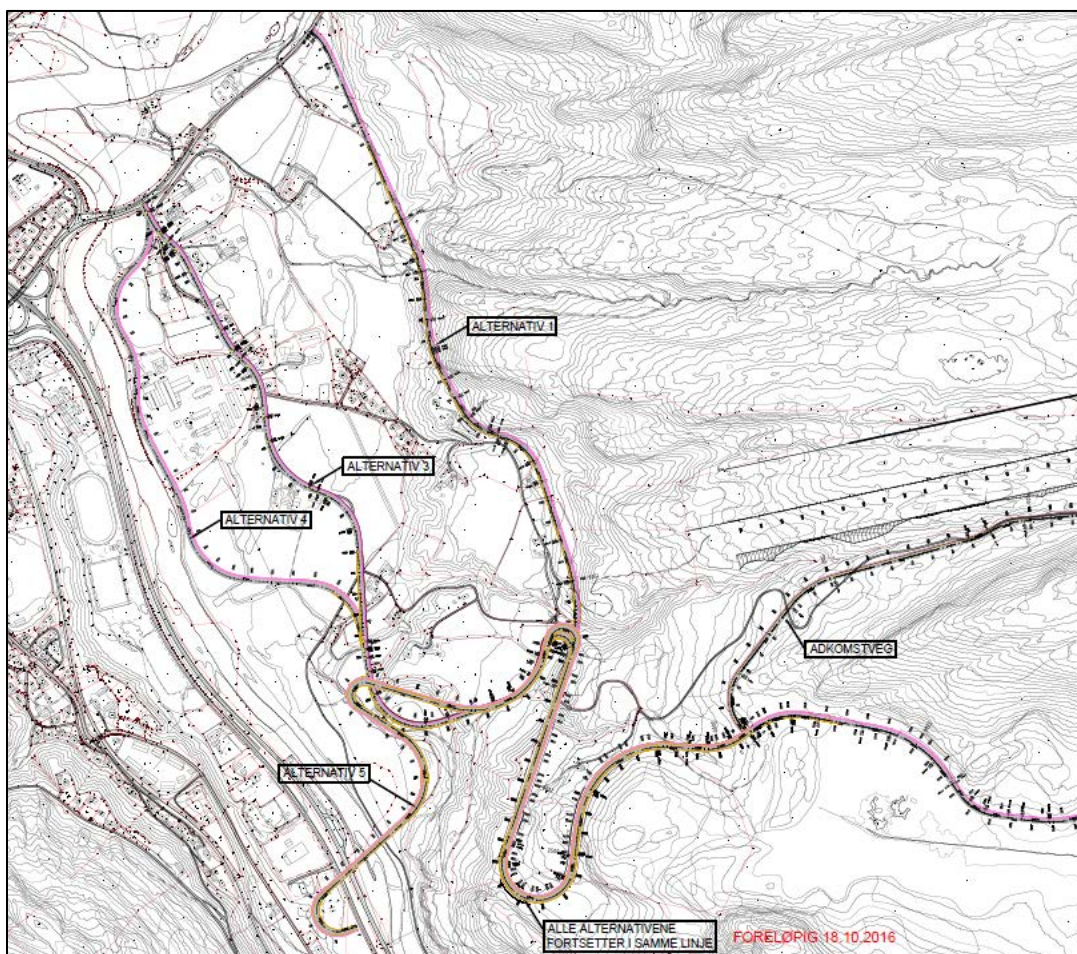 ALTERNATIV 1
ALTERNATIV 3
ALTERNATIV 4
ADKOMSTVEG
ALTERNATIV 5
ALLE ALTERNATIVENE
FORTSETTER I SAMME LINJE
FORELØPIG 18.10.2016